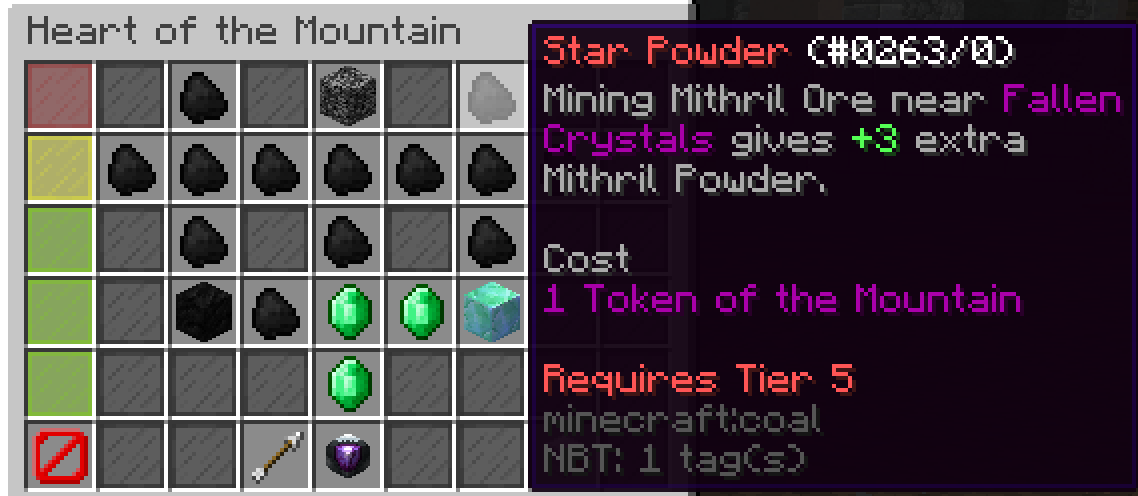 Heart of the Mountain
Star Powder (#0263/0)
Mining Mithril Ore near Fallen
Crystals gives +3 extra
Mithril Powder.
Cost
1 Token of the Mountain
Requires Tier 5
minecraft:coal
NBT: 1 tag(s)